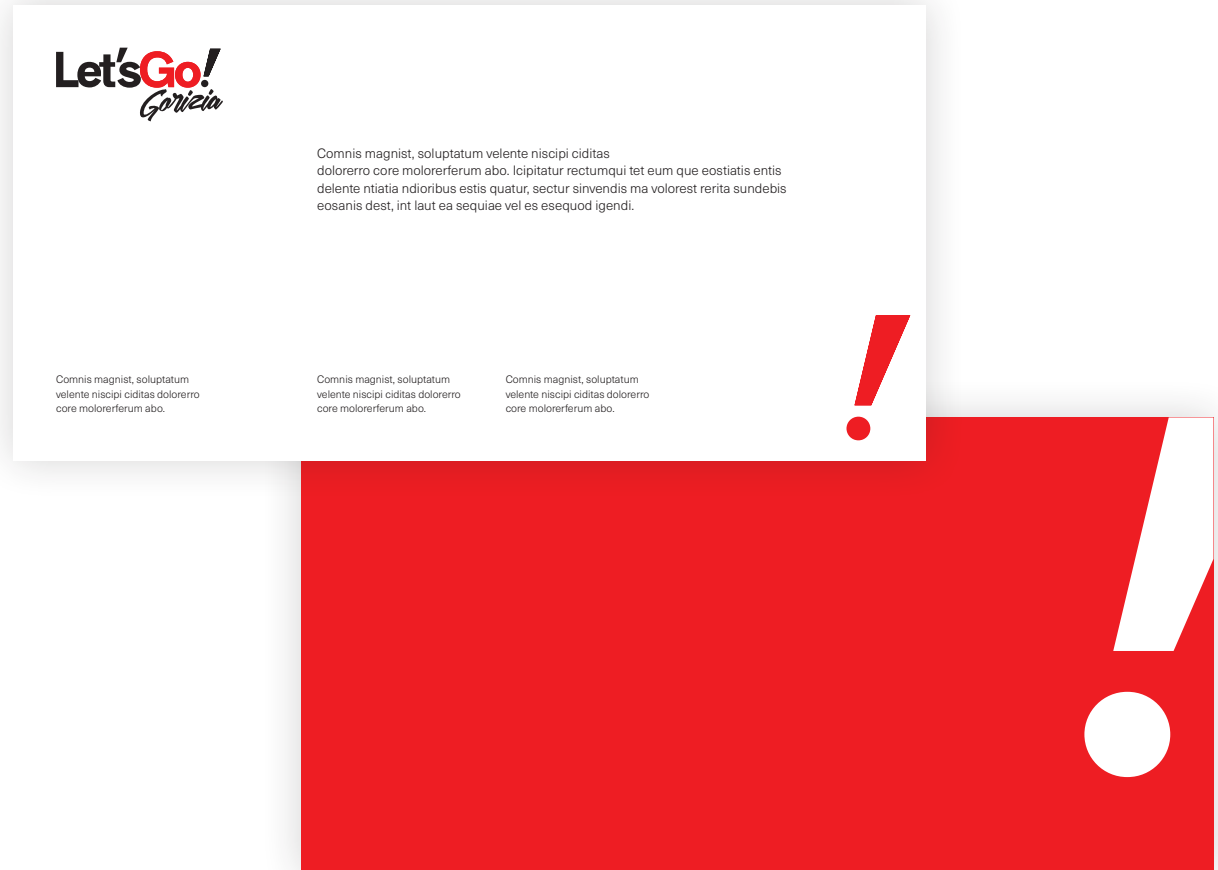 Let'sGo!
Gorizia
Comnis magnist, soluptatum velente niscipi ciditas
dolorerro core molorerferum abo. Icipitatur rectumqui tet eum que eostiatis entis
delente ntiatia ndioribus estis quatur, sectur sinvendis ma volorest rerita sundebis
eosanis dest, int laut ea sequiae vel es esequod igendi.
Comnis magnist, soluptatum
velente niscipi ciditas dolorerro
core molorerferum abo.
Comnis magnist, soluptatum
velente niscipi ciditas dolorerro
core molorerferum abo.
Comnis magnist, soluptatum
velente niscipi ciditas dolorerro
core molorerferum abo.
!
!